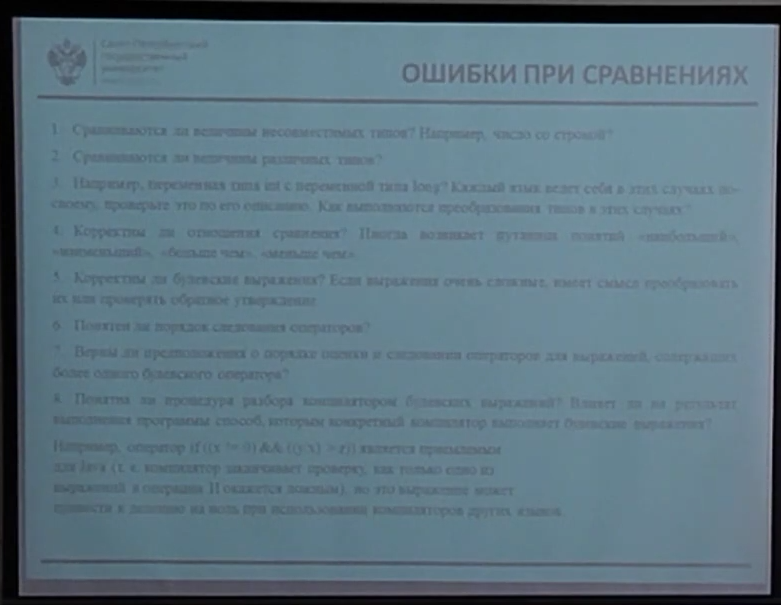 Санкт-Петербургский
государственный
университет
ОШИБКИ ПРИ СРАВНЕНИЯХ
1. Сравниваются ли величины несовместимых типов? Например, число со строкой?
2. Сравниваются ли величины различных типов?
3. Например, переменная типа int с переменной типа long? Каждый язык ведет себя в этих случаях по-
своему, проверьте это по его описанию. Как выполняются преобразования типов в этих случаях?
4. Корректны ли отношения сравнения? Иногда возникает путаница понятий «наибольший»,
«наименьший», «больше чем», «меньше чем».
5. Корректны ли булевские выражения? Если выражения очень сложные, имеет смысл преобразовать
их или проверять обратное утверждение.
6. Понятен ли порядок следования операторов?
7. Верны ли предположения о порядке оценки и следовании операторов для выражений, содержащих
более одного булевского оператора?
8. Понятна ли процедура разбора компилятором булевских выражений? Влияет ли на результат
выполнения программы способ, которым конкретный компилятор выполняет булевские выражения?
Например, оператор if ((x != 0) && ((y/x) > z)) является приемлемым
для Java (т. е. компилятор заканчивает проверку, как только одно из
выражений в операции И окажется ложным), но это выражение может
привести к делению на ноль при использовании компиляторов других языков.